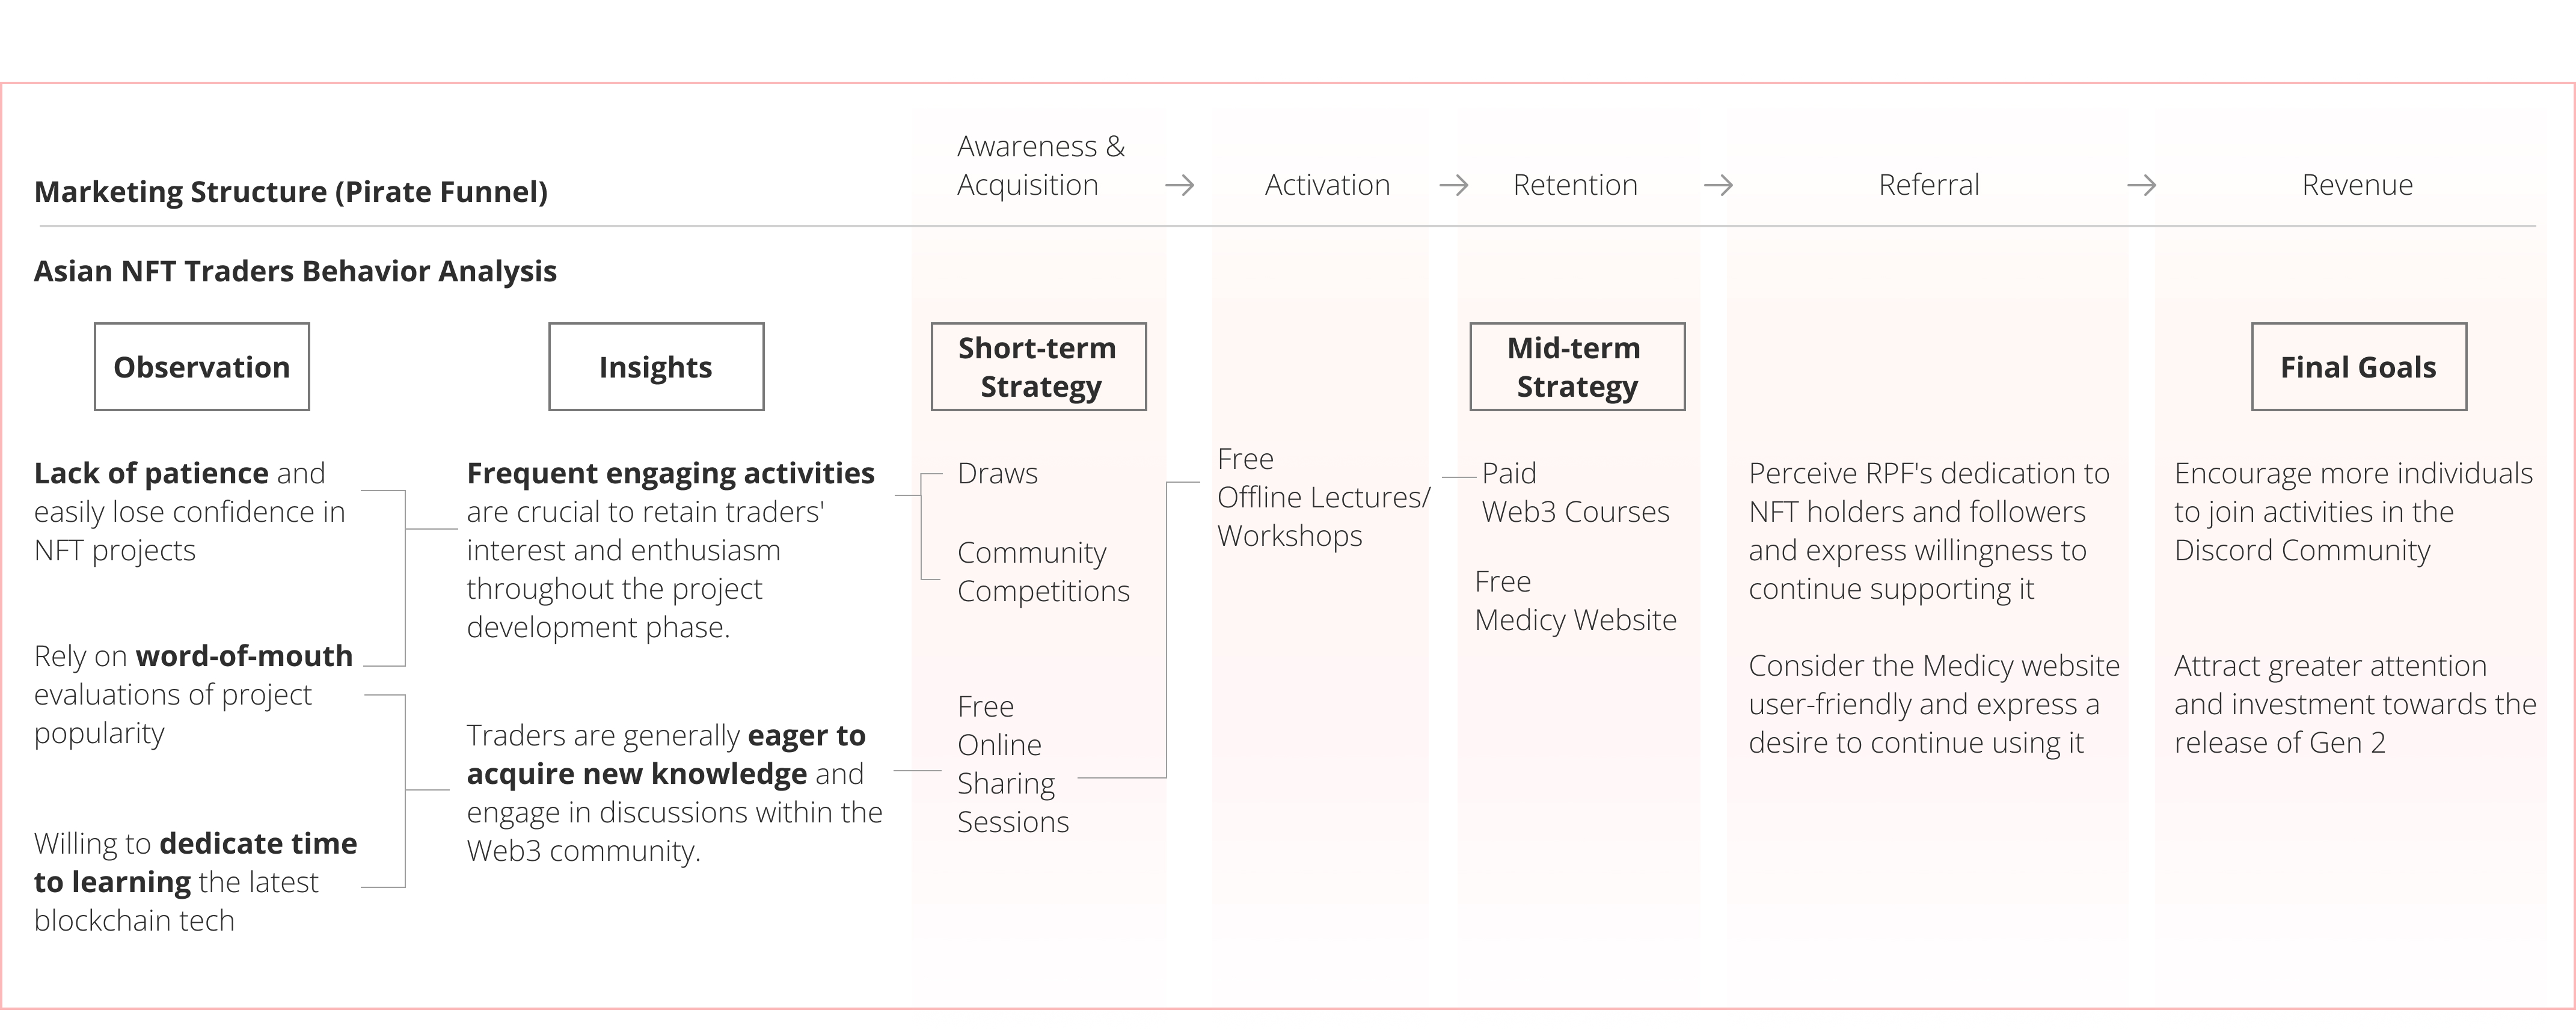 Awareness &
Acquisition
Activation
Retention
Referral
Revenue
Marketing Structure (Pirate Funnel)
Asian NFT Traders Behavior Analysis
Observation
Insights
Short-term
Strategy
Mid-term
Strategy
Final Goals
Lack of patience and
easily lose confidence in
NFT projects
Rely on word-of-mouth
evaluations of project
popularity
Willing to dedicate time
to learning the latest
blockchain tech
Frequent engaging activities
are crucial to retain traders'
interest and enthusiasm
throughout the project
development phase.
Traders are generally eager to
acquire new knowledge and
engage in discussions within the
Web3 community.
Draws
Community
Competitions
Free
Online
Sharing
Sessions
Free
Offline Lectures/
Workshops
Paid
Web3 Courses
Free
Medicy Website
Perceive RPF's dedication to
NFT holders and followers
and express willingness to
continue supporting it
Consider the Medicy website
user-friendly and express a
desire to continue using it
Encourage more individuals
to join activities in the
Discord Community
Attract greater attention
and investment towards the
release of Gen 2